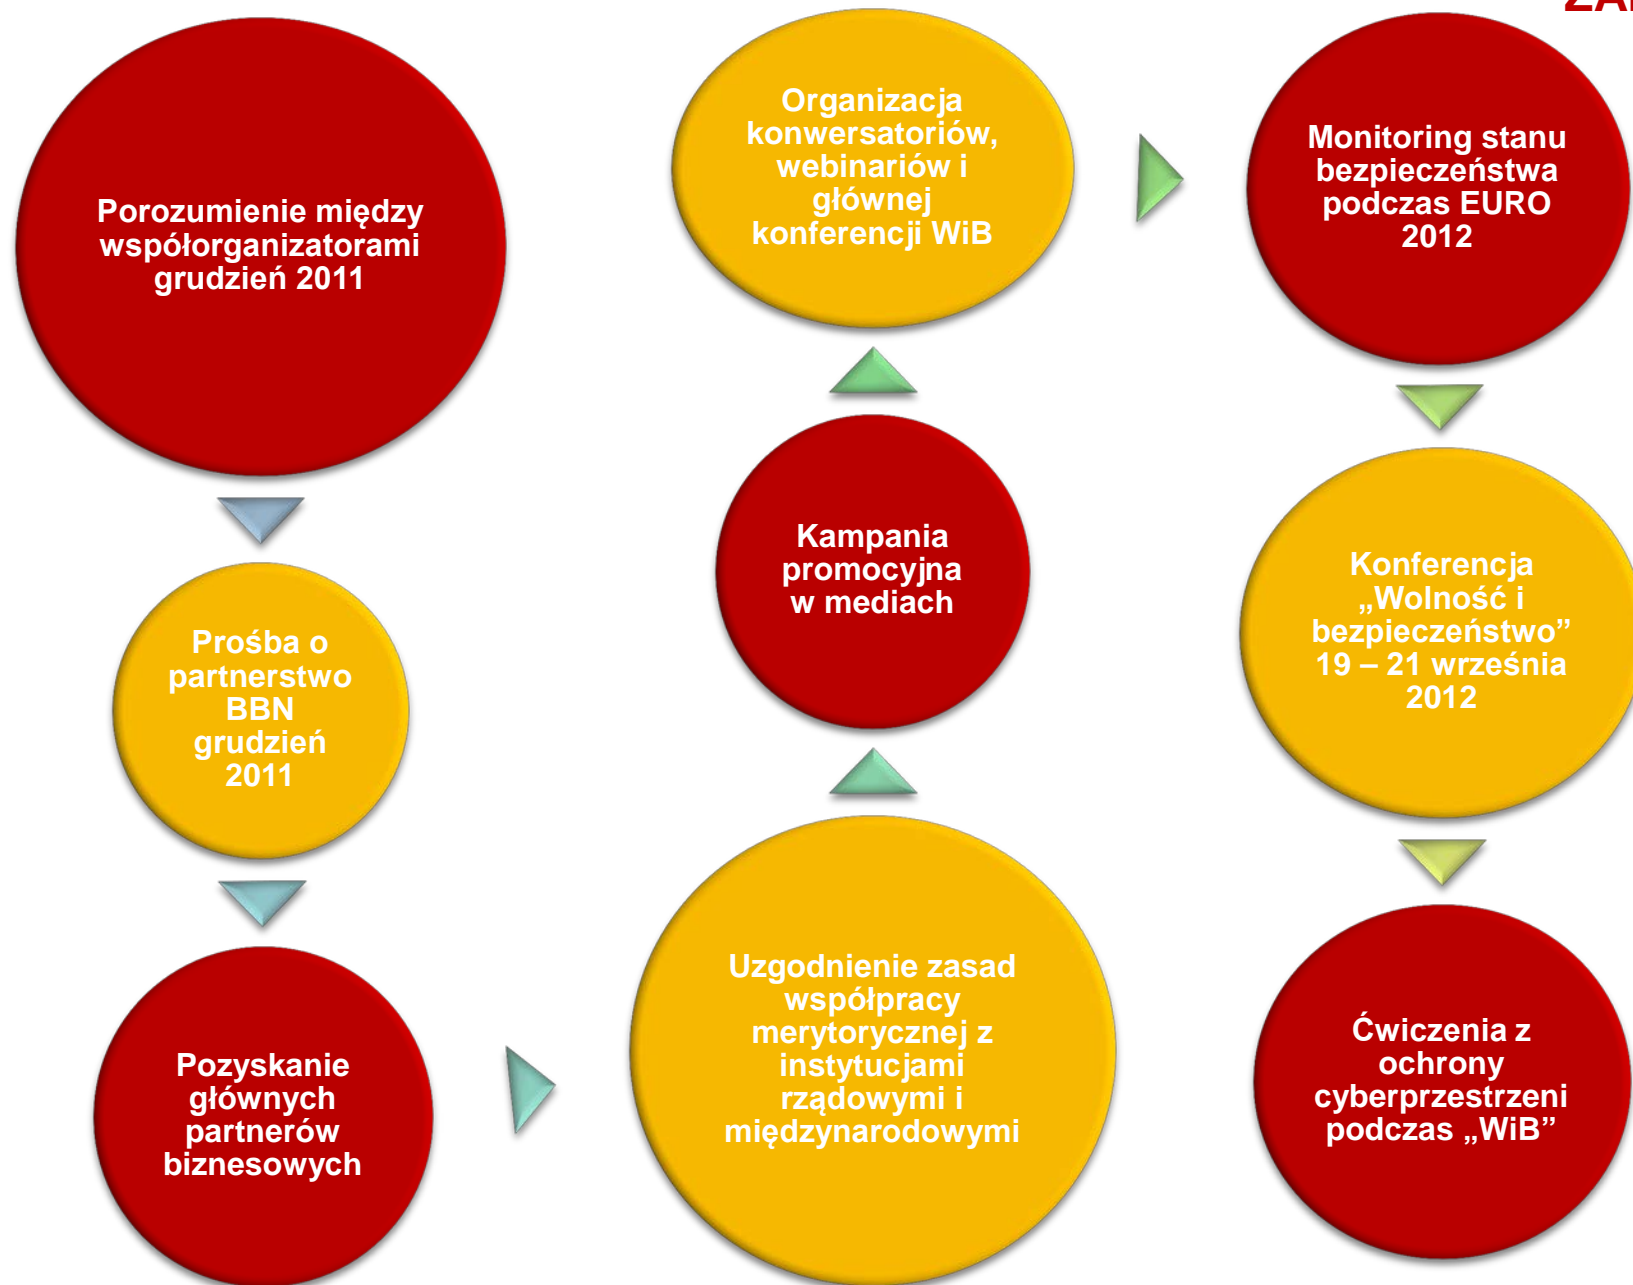 Porozumienie między
współorganizatorami
grudzień 2011
Prośba o
partnerstwo
BBN
grudzień
2011
Pozyskanie
głównych
partnerów
biznesowych
Uzgodnienie zasad
współpracy
merytorycznej z
instytucjami
rządowymi i
międzynarodowymi
Kampania
promocyjna
w mediach
Organizacja
konwersatoriów,
webinariów i
głównej
konferencji WiB
Monitoring stanu
bezpieczeństwa
podczas EURO
2012
Konferencja
„Wolność i
bezpieczeństwo”
19 – 21 września
2012
Ćwiczenia z
ochrony
cyberprzestrzeni
podczas „WiB”